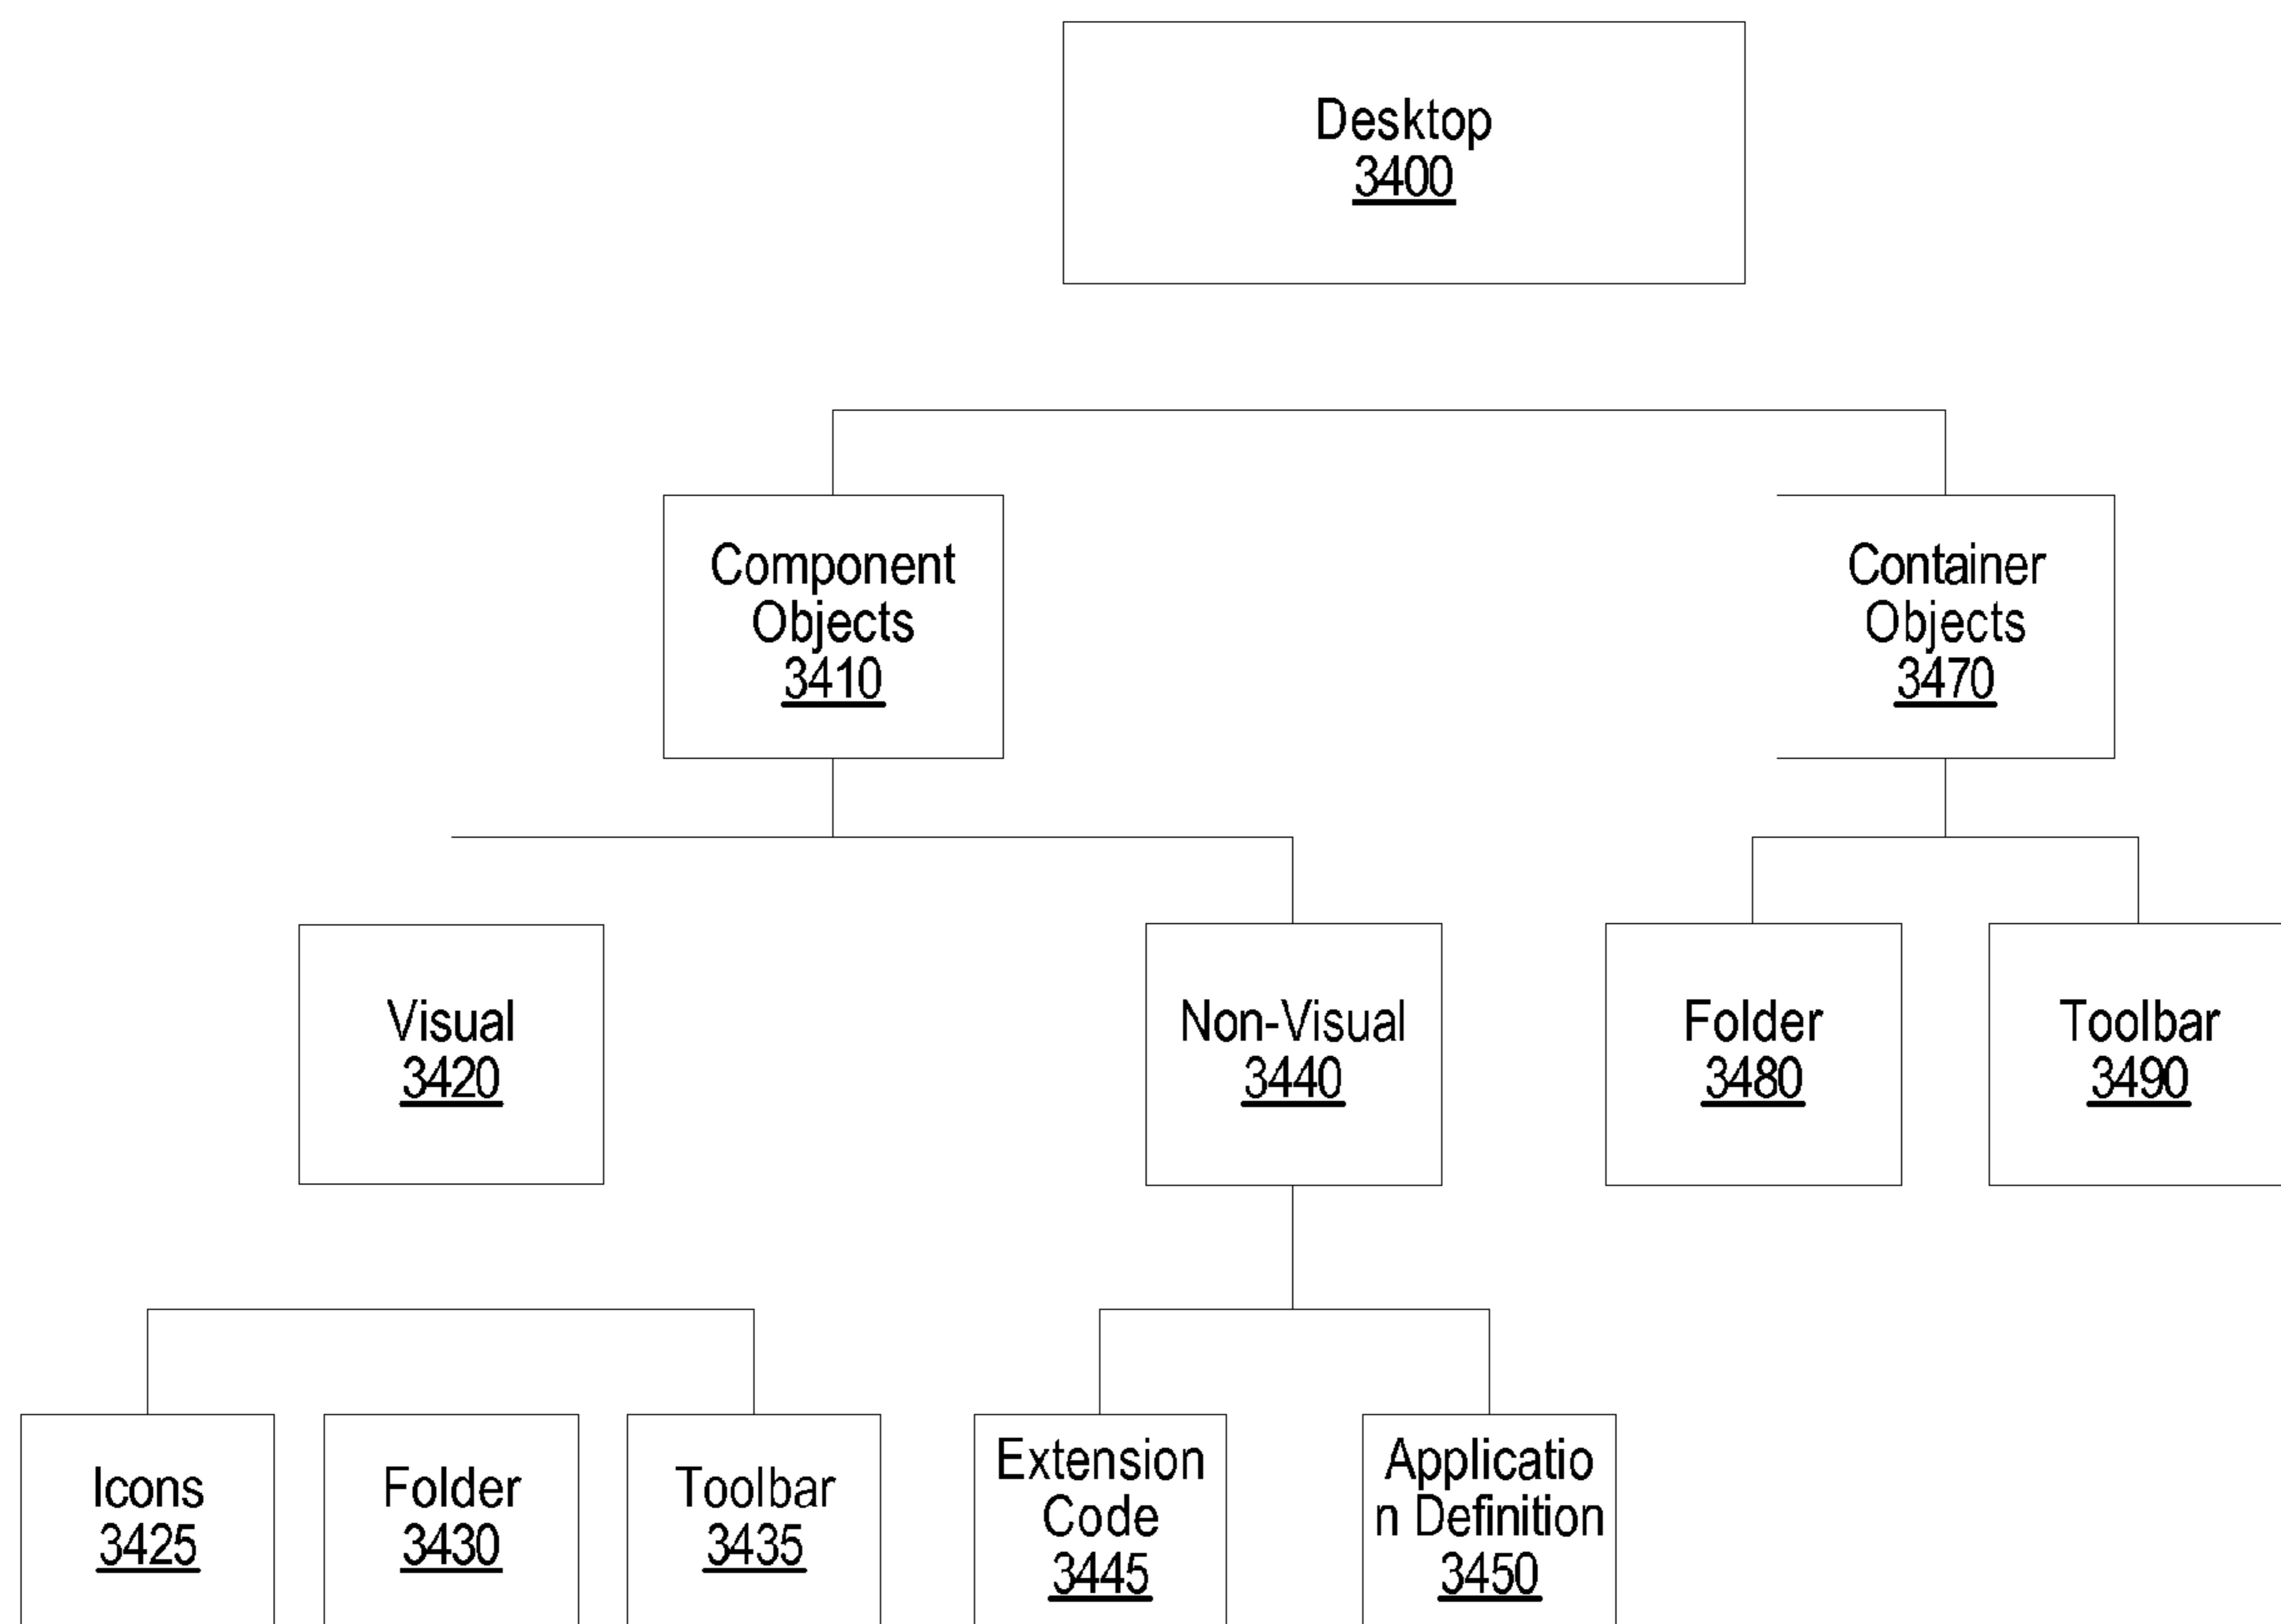 Desktop
3400
Component
Objects
3410
Container
Objects
3470
Visual
3420
Non-Visual
3440
Folder
3480
Toolbar
3490
Icons
3425
Folder
3430
Toolbar
3435
Extension
Code
3445
Applicatio
n Definition
3450